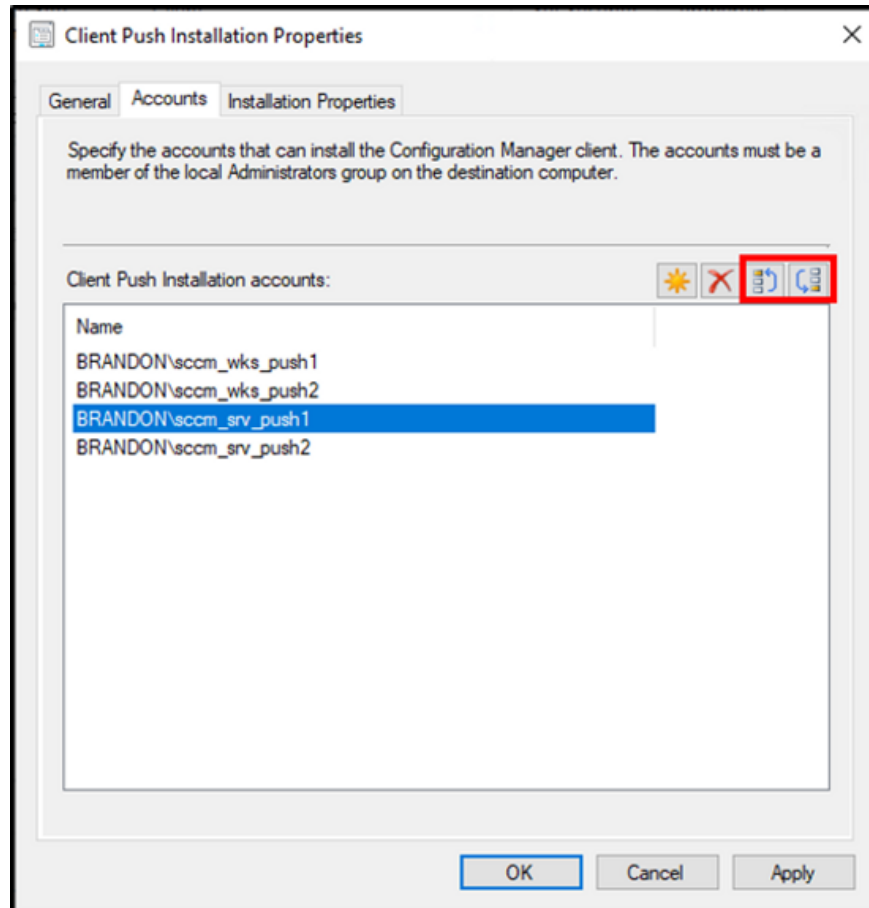 Client Push Installation Properties
General Accounts Installation Properties
Specify the accounts that can install the Configuration Manager client. The accounts must be a
member of the local Administrators group on the destination computer.
Client Push Installation accounts:
Name
BRANDON\sccm_wks_push1
BRANDON\sccm_wks_push2
BRANDON\sccm_srv_push1
BRANDON\sccm_srv_push2
OK Cancel Apply